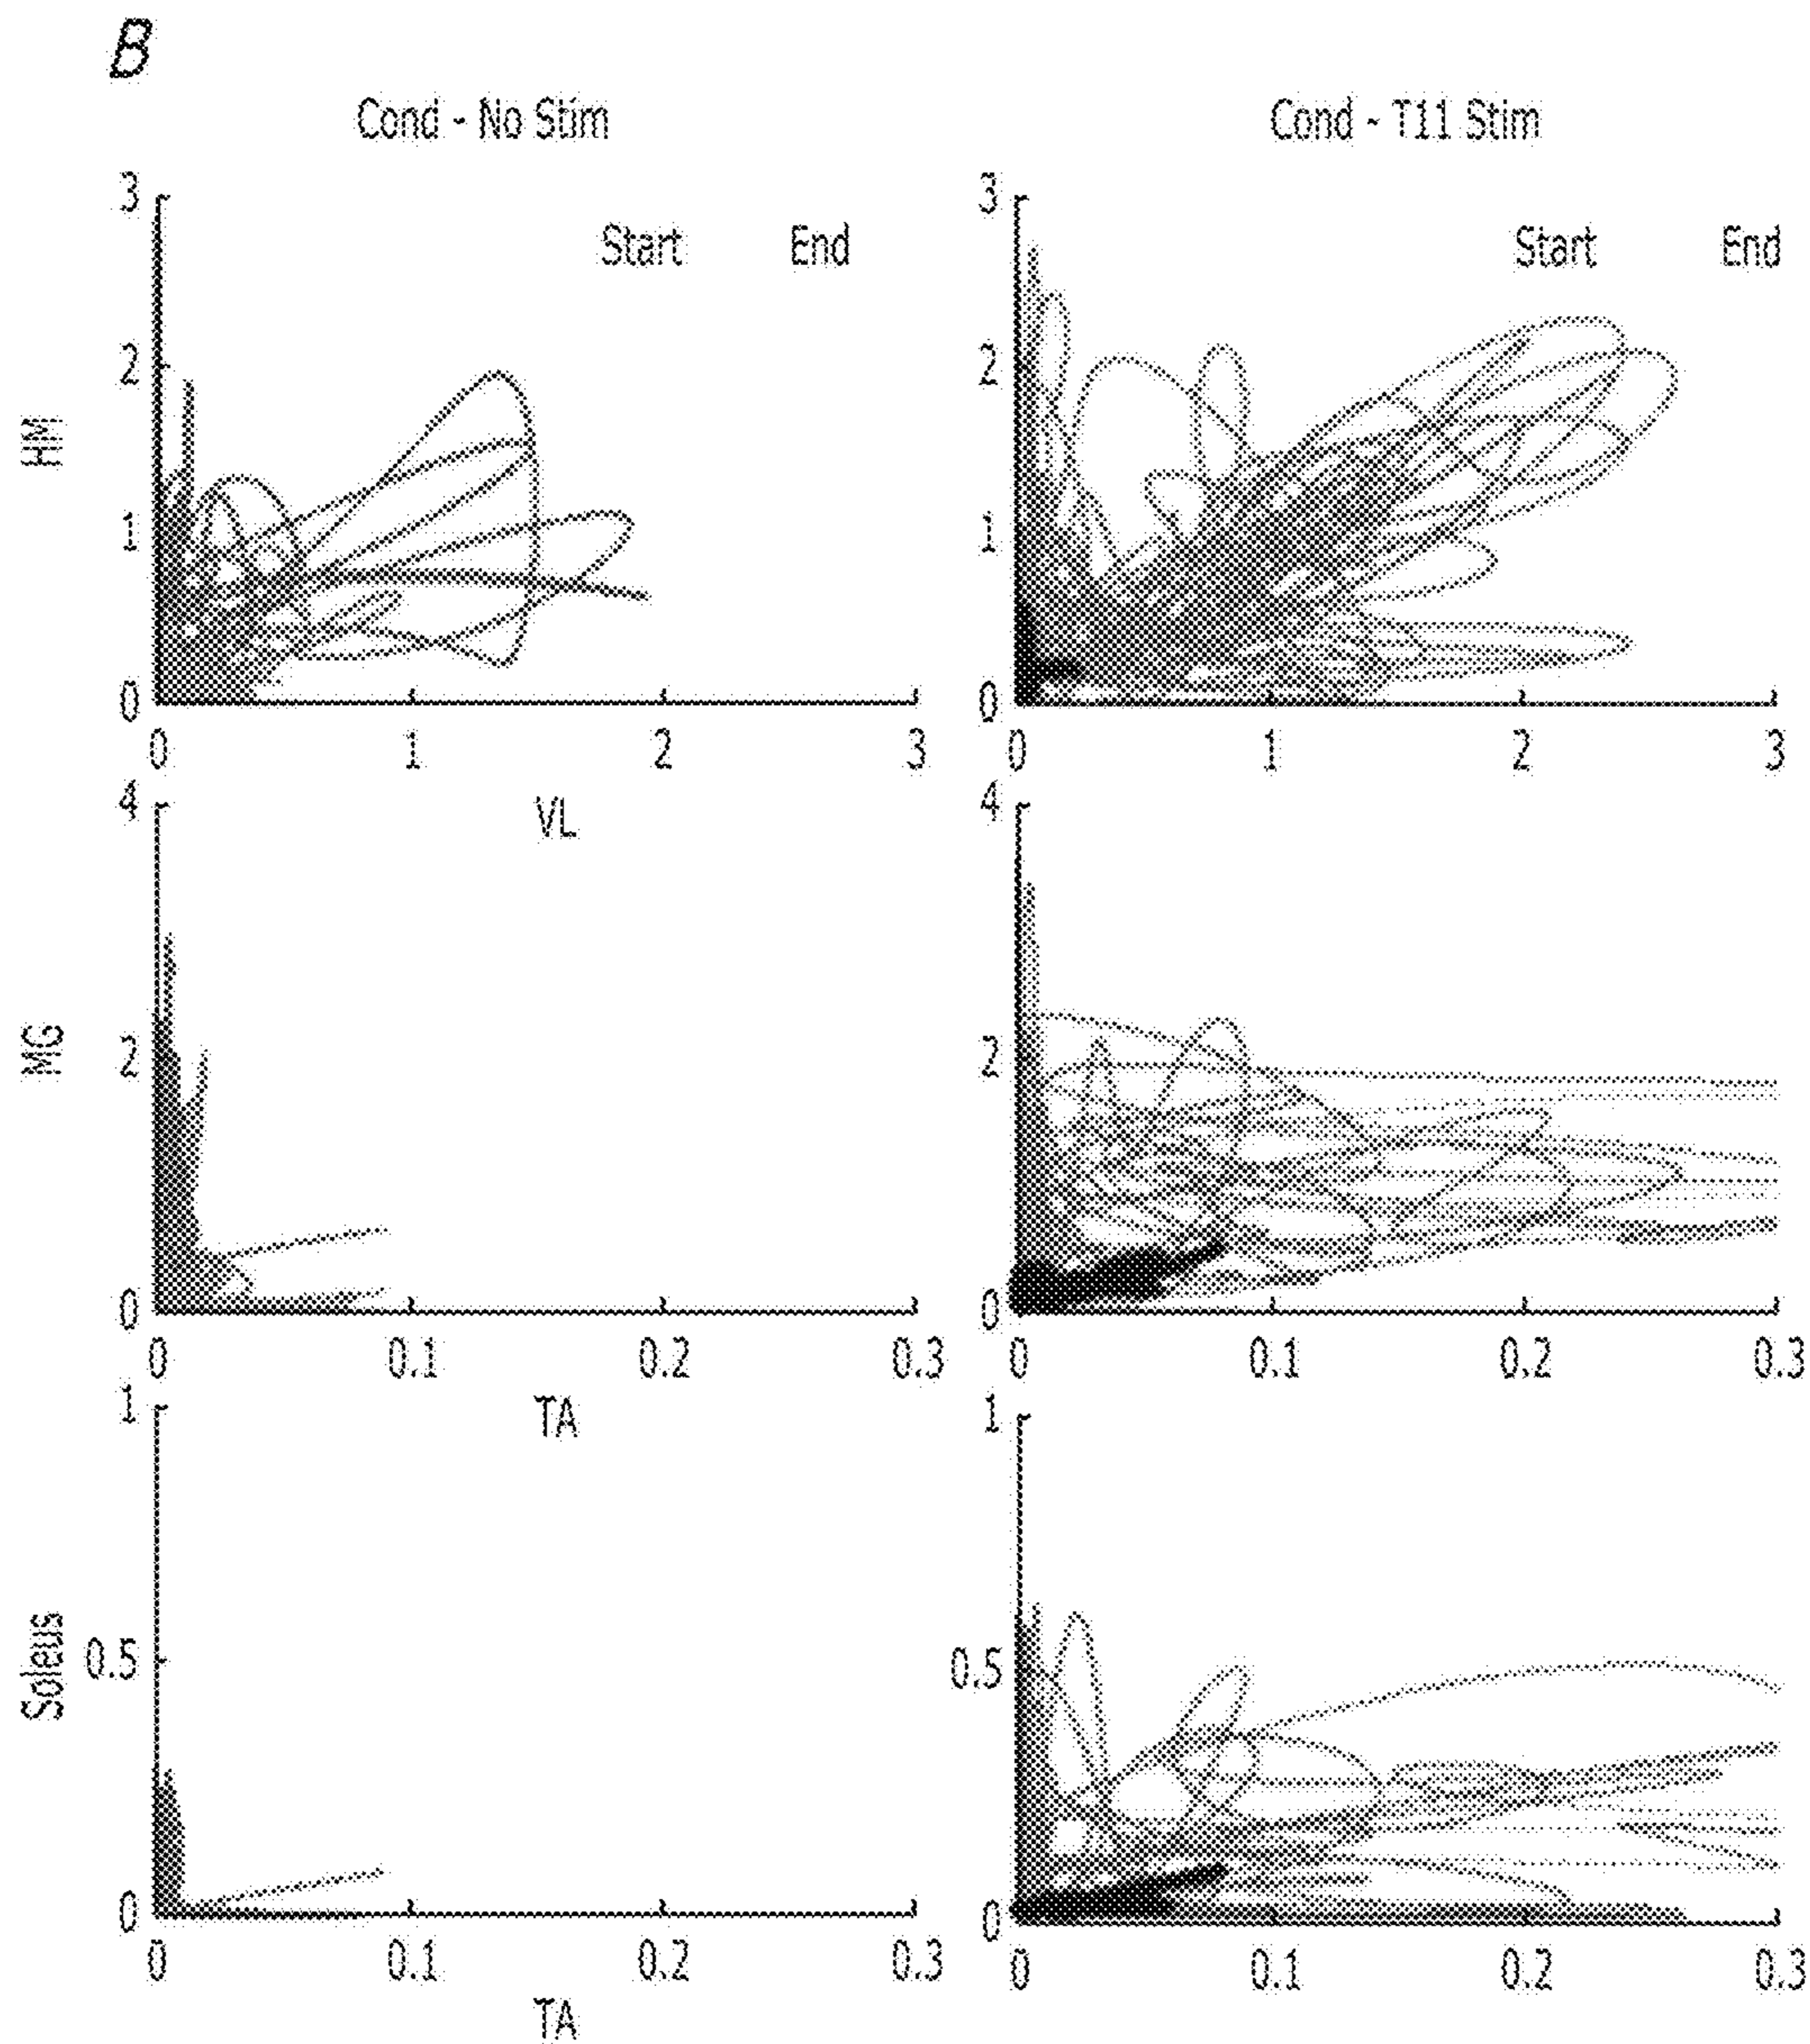 B
Cond - No Stim Cond - T11 Stim
3 3
Start End Start End
2 2
HM
1 1
0 0
0 1 2 3 0 1 2 3
4 VL 4
MG 2 2
0 0
0 0.1 0.2 0.3 0 0.1 0.2 0.3
1 TA 1
Soleus 0.5 0.5
0 0
0 0.1 0.2 0.3 0 0.1 0.2 0.3
TA